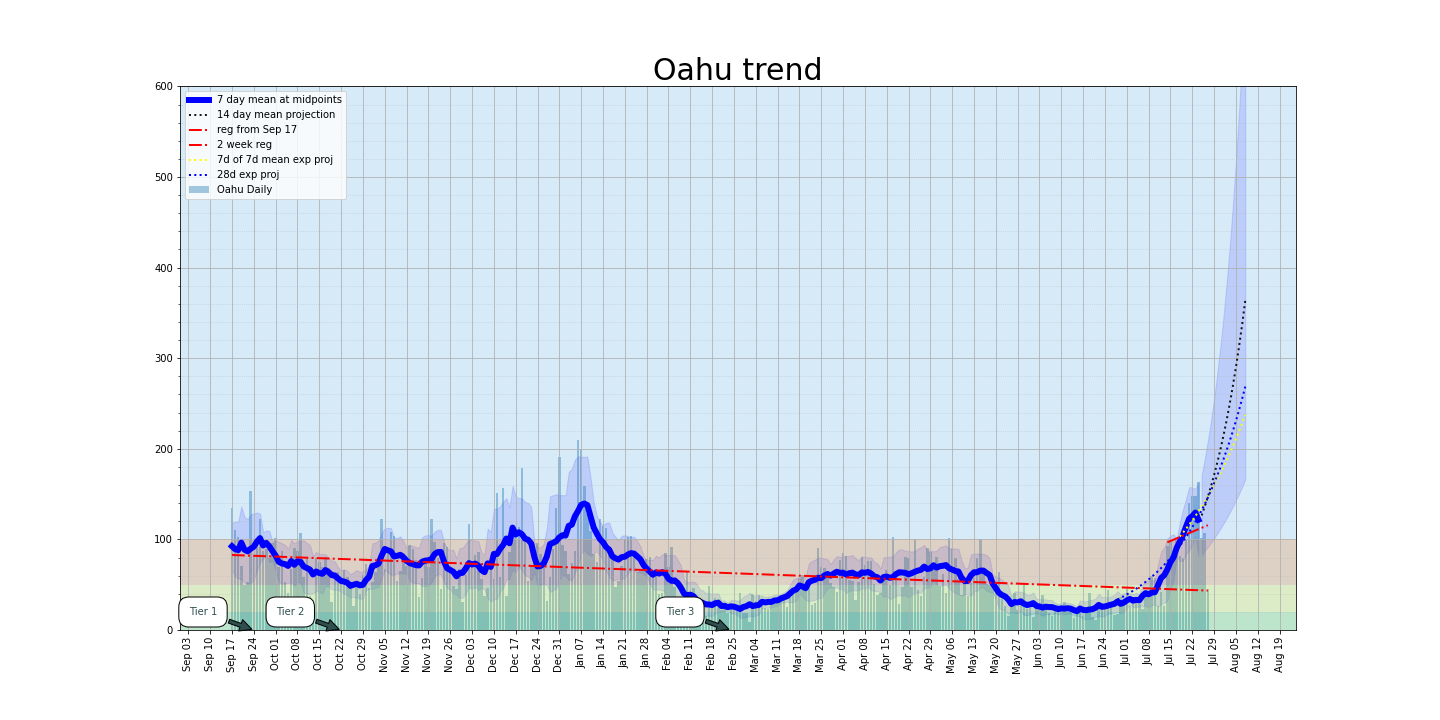 Oahu trend
600
500
400
300
200
100
0
7 day mean at midpoints
14 day mean projection
reg from Sep 17
2 week reg
7d of 7d mean exp proj
28d exp proj
Oahu Daily
Tier 1
Tier 2
Tier 3
Sep 03
Sep 10
Sep 17
Sep 24
Oct 01
Oct 08
Oct 15
Oct 22
Oct 29
Nov 05
Nov 12
Nov 19
Nov 26
Dec 03
Dec 10
Dec 17
Dec 24
Dec 31
Jan 07
Jan 14
Jan 21
Jan 28
Feb 04
Feb 11
Feb 18
Feb 25
Mar 04
Mar 11
Mar 18
Mar 25
Apr 01
Apr 08
Apr 15
Apr 22
Apr 29
May 06
May 13
May 20
May 27
Jun 03
Jun 10
Jun 17
Jun 24
Jul 01
Jul 08
Jul 15
Jul 22
Jul 29
Aug 05
Aug 12
Aug 19